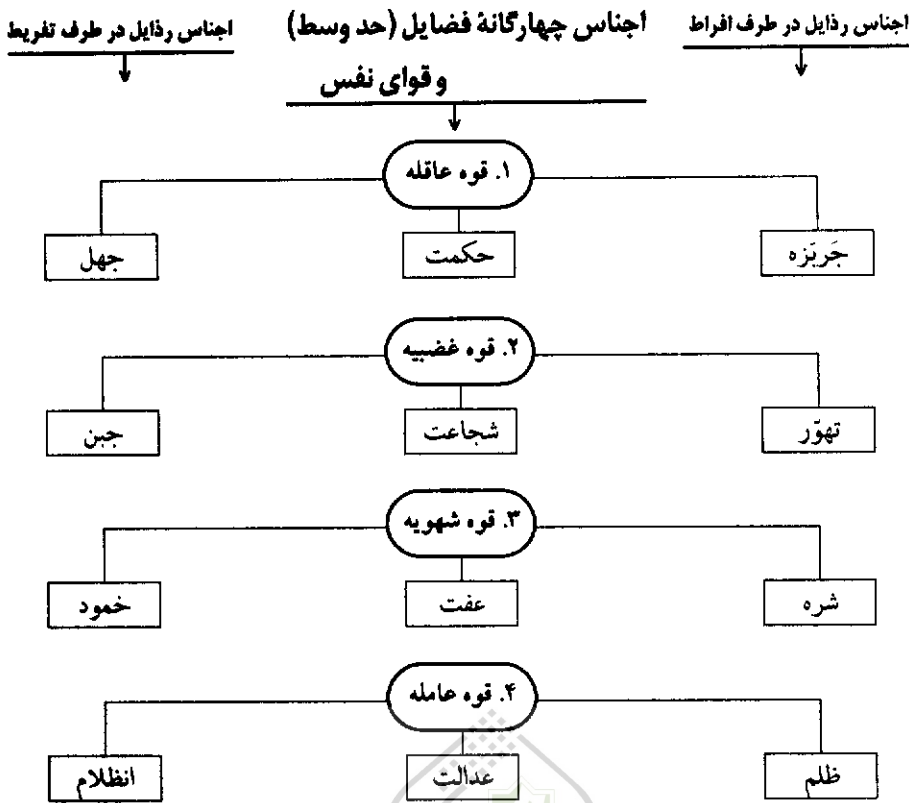 اجناس رذایل در طرف افراط
اجناس چهارگانهٔ فضایل (حد وسط)
و قوای نفس
اجناس رذایل در طرف تفریط
۱. قوه عاقله
جَربَزه
حکمت
جهل
۲. قوه غضبیه
تهوّر
شجاعت
جبن
۳. قوه شهویه
شره
عفت
خمود
۴. قوه عامله
ظلم
عدالت
انظلام